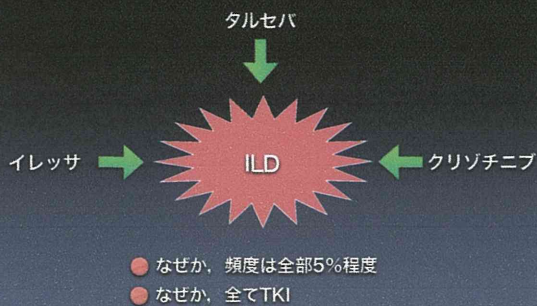 タルセバ
イレッサ
ILD
クリゾチニブ
なぜか，頻度は全部5%程度
なぜか，全てTKI